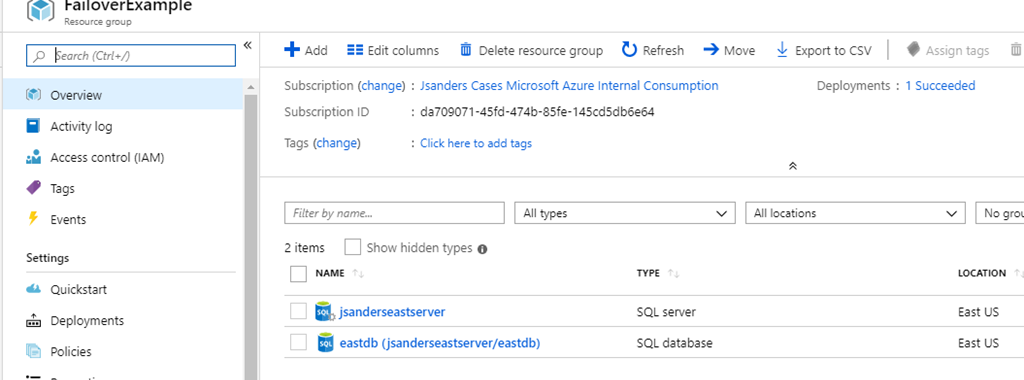 FailoverExample
Resource group
Search (Ctrl+/)
Overview
Activity log
Access control (IAM)
Tags
Events
Settings
Quickstart
Deployments
Policies
Add Edit columns Delete resource group Refresh Move Export to CSV Assign tags
Subscription (change) : Jsanders Cases Microsoft Azure Internal Consumption Deployments : 1 Succeeded
Subscription ID : da709071-45fd-474b-85fe-145cd5db6e64
Tags (change) : Click here to add tags
Filter by name... All types All locations No grou
2 items Show hidden types
NAME TYPE LOCATION
SQL jsanderseastserver SQL server East US
SQL eastdb (jsanderseastserver/eastdb) SQL database East US